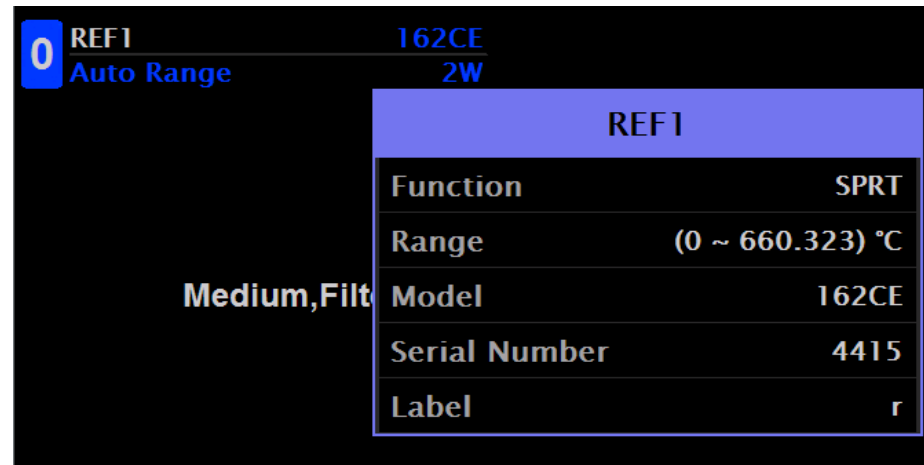 0
REF1 162CE
Auto Range 2W
REF1
Function SPRT
Range (0 ~ 660.323) ℃
Medium,Filt
Model 162CE
Serial Number 4415
Label r